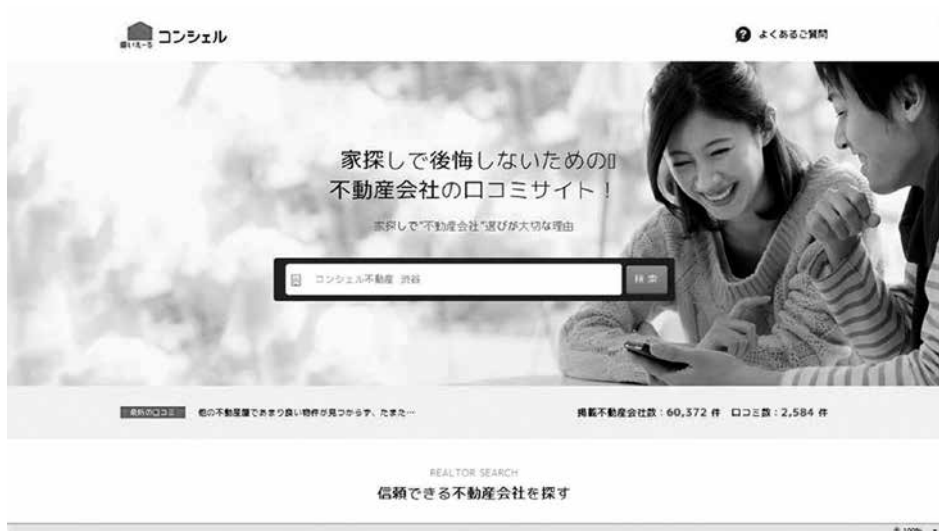 コンシェル
よくあるご質問
家探しで後悔しないための
不動産会社の口コミサイト！
家探しで"不動産会社"選びが大切な理由
コンシェル不動産 渋谷
検索
最新の口コミ
他の不動産屋であまり良い物件が見つからず、たまた…
掲載不動産会社数：60,372 件 口コミ数：2,584 件
REALTOR SEARCH
信頼できる不動産会社を探す
100%